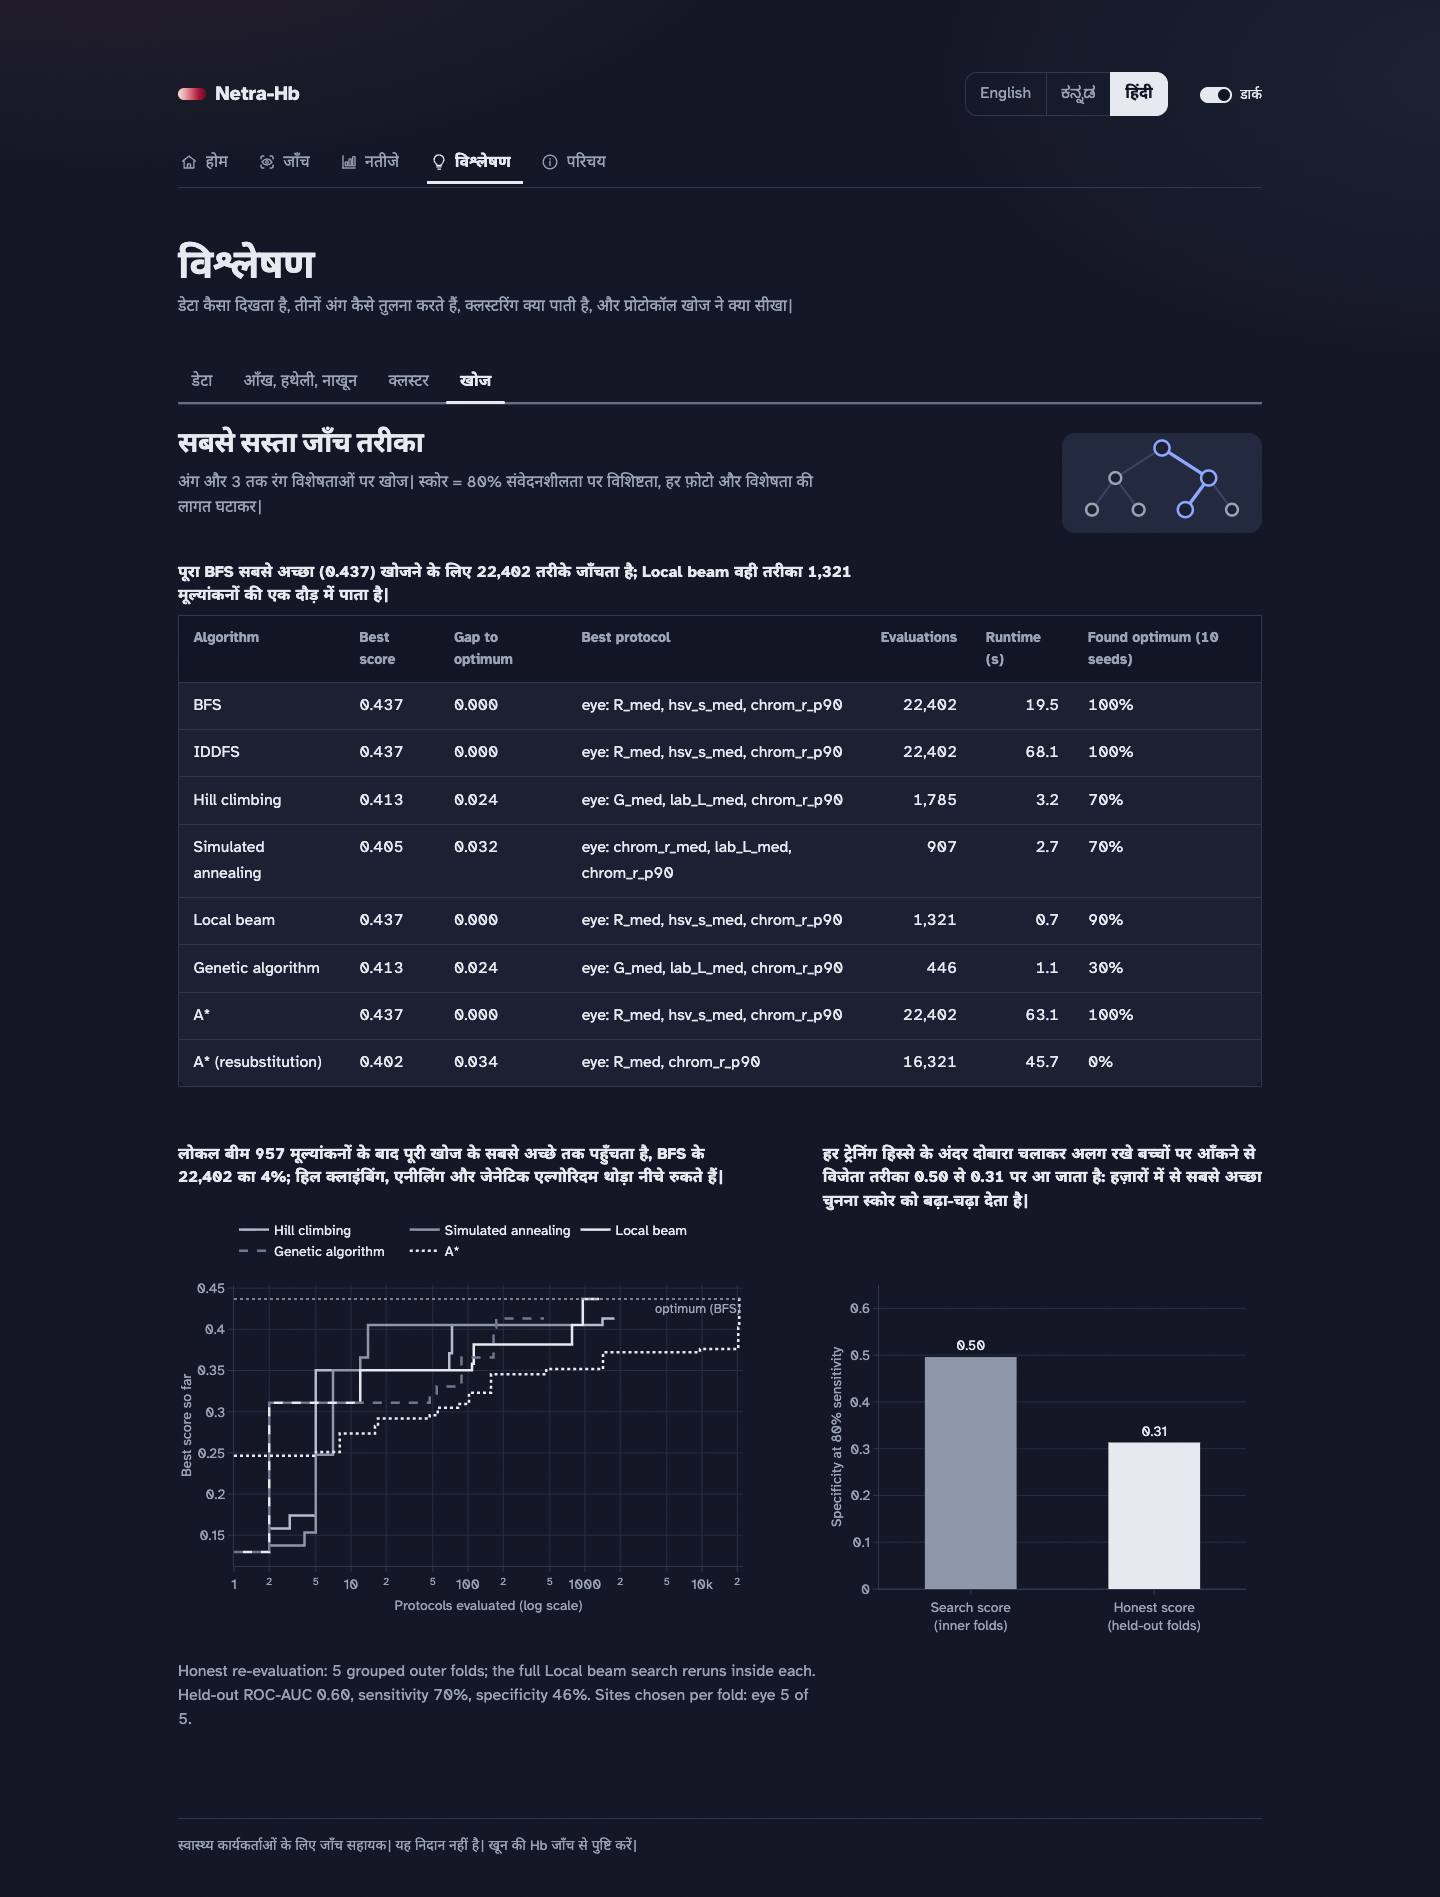 Netra-Hb
English ಕನ್ನಡ हिंदी डार्क
होम जाँच नतीजे विश्लेषण परिचय
विश्लेषण
डेटा कैसा दिखता है, तीनों अंग कैसे तुलना करते हैं, क्लस्टरिंग क्या पाती है, और प्रोटोकॉल खोज ने क्या सीखा|
डेटा आँख, हथेली, नाखून क्लस्टर खोज
सबसे सस्ता जाँच तरीका
अंग और 3 तक रंग विशेषताओं पर खोज| स्कोर = 80% संवेदनशीलता पर विशिष्टता, हर फ़ोटो और विशेषता की
लागत घटाकर|
पूरा BFS सबसे अच्छा (0.437) खोजने के लिए 22,402 तरीके जाँचता है; Local beam वही तरीका 1,321
मूल्यांकनों की एक दौड़ में पाता है|
Algorithm Best score Gap to optimum Best protocol Evaluations Runtime (s) Found optimum (10 seeds)
BFS 0.437 0.000 eye: R_med, hsv_s_med, chrom_r_p90 22,402 19.5 100%
IDDFS 0.437 0.000 eye: R_med, hsv_s_med, chrom_r_p90 22,402 68.1 100%
Hill climbing 0.413 0.024 eye: G_med, lab_L_med, chrom_r_p90 1,785 3.2 70%
Simulated annealing 0.405 0.032 eye: chrom_r_med, lab_L_med, chrom_r_p90 907 2.7 70%
Local beam 0.437 0.000 eye: R_med, hsv_s_med, chrom_r_p90 1,321 0.7 90%
Genetic algorithm 0.413 0.024 eye: G_med, lab_L_med, chrom_r_p90 446 1.1 30%
A* 0.437 0.000 eye: R_med, hsv_s_med, chrom_r_p90 22,402 63.1 100%
A* (resubstitution) 0.402 0.034 eye: R_med, chrom_r_p90 16,321 45.7 0%
लोकल बीम 957 मूल्यांकनों के बाद पूरी खोज के सबसे अच्छे तक पहुँचता है, BFS के
22,402 का 4%; हिल क्लाइंबिंग, एनीलिंग और जेनेटिक एल्गोरिदम थोड़ा नीचे रुकते हैं|
Hill climbing Simulated annealing Local beam
Genetic algorithm A*
0.45
optimum (BFS)
0.4
0.35
0.3
0.25
0.2
0.15
Best score so far
1 2 5 10 2 5 100 2 5 1000 2 5 10k 2
Protocols evaluated (log scale)
हर ट्रेनिंग हिस्से के अंदर दोबारा चलाकर अलग रखे बच्चों पर आँकने से
विजेता तरीका 0.50 से 0.31 पर आ जाता है: हज़ारों में से सबसे अच्छा
चुनना स्कोर को बढ़ा-चढ़ा देता है|
0.6
0.5
0.4
0.3
0.2
0.1
0
Specificity at 80% sensitivity
0.50
0.31
Search score Honest score
(inner folds) (held-out folds)
Honest re-evaluation: 5 grouped outer folds; the full Local beam search reruns inside each.
Held-out ROC-AUC 0.60, sensitivity 70%, specificity 46%. Sites chosen per fold: eye 5 of
5.
स्वास्थ्य कार्यकर्ताओं के लिए जाँच सहायक| यह निदान नहीं है| खून की Hb जाँच से पुष्टि करें|